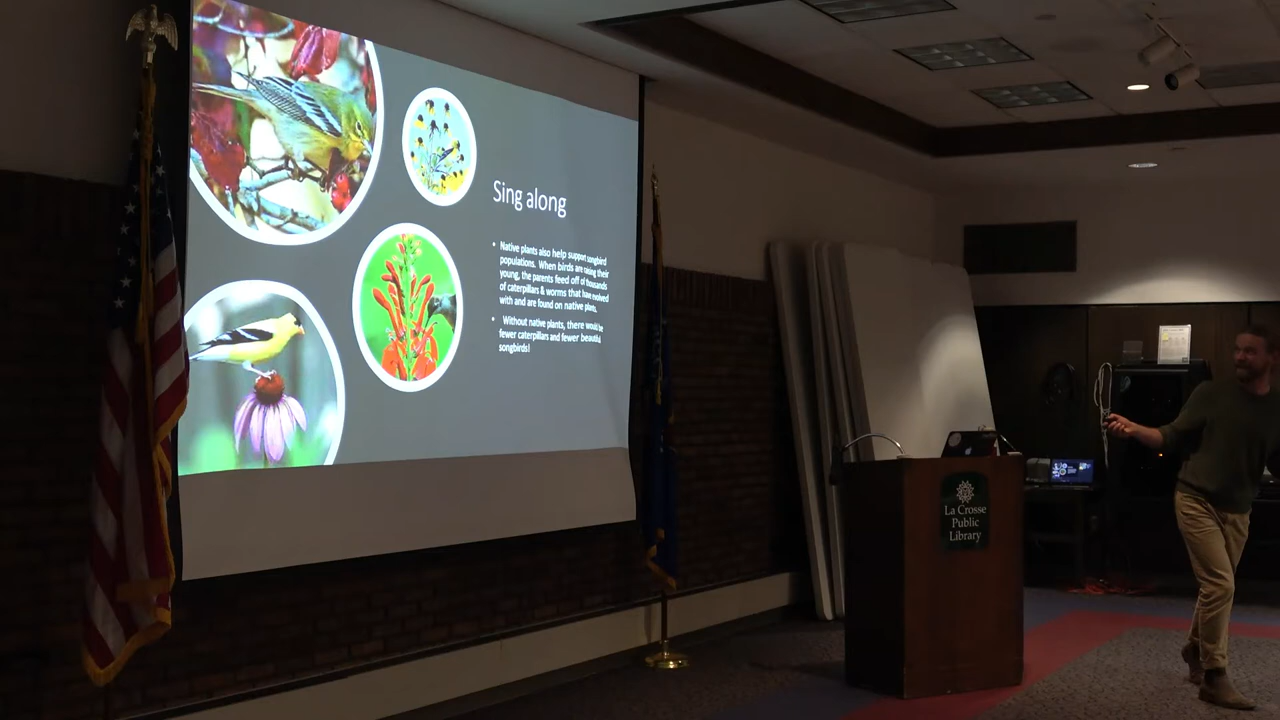 Sing along
• Native plants also help support songbird
populations. When birds are raising their
young, the parents feed off of thousands
of caterpillars & worms that have evolved
with and are found on native plants.
• Without native plants, there would be
fewer caterpillars and fewer beautiful
songbirds!
La Crosse
Public
Library